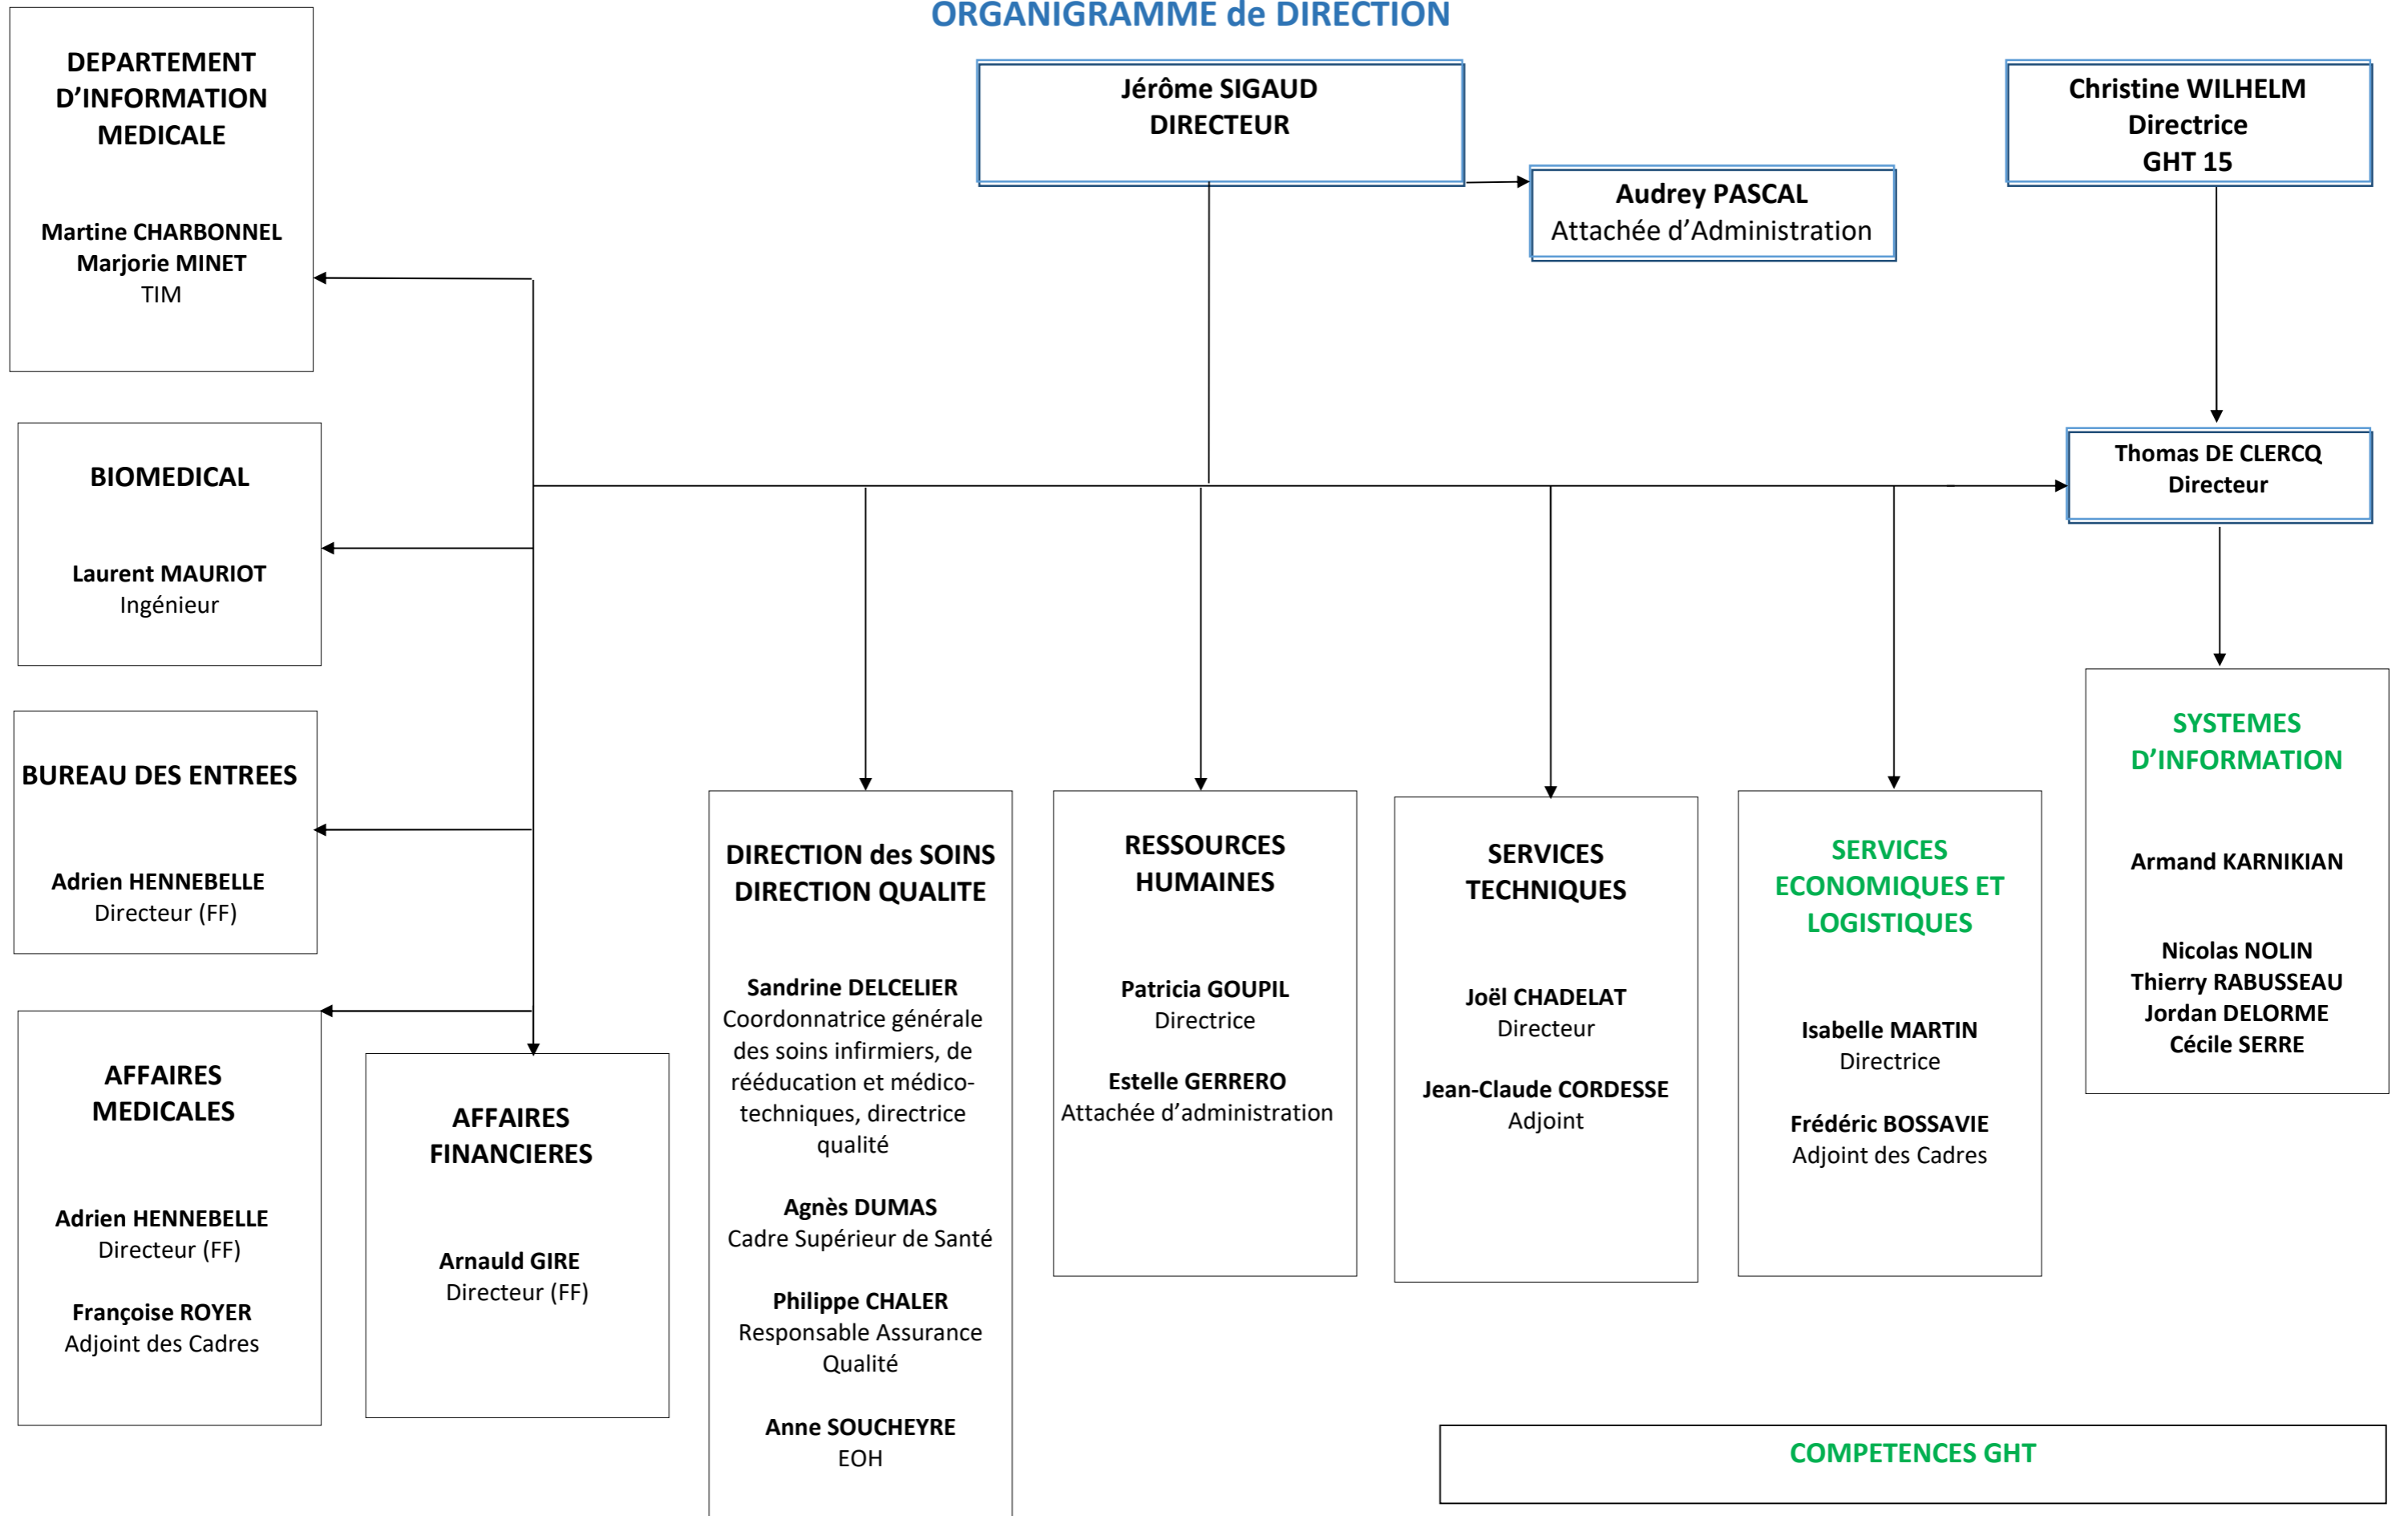 ORGANIGRAMME de DIRECTION
DEPARTEMENT
D’INFORMATION
MEDICALE
Martine CHARBONNEL
Marjorie MINET
TIM
Jérôme SIGAUD
DIRECTEUR
Audrey PASCAL
Attachée d’Administration
Christine WILHELM
Directrice
GHT 15
Thomas DE CLERCQ
Directeur
BIOMEDICAL
Laurent MAURIOT
Ingénieur
BUREAU DES ENTREES
Adrien HENNEBELLE
Directeur (FF)
AFFAIRES
MEDICALES
Adrien HENNEBELLE
Directeur (FF)
Françoise ROYER
Adjoint des Cadres
AFFAIRES
FINANCIERES
Arnauld GIRE
Directeur (FF)
DIRECTION des SOINS
DIRECTION QUALITE
Sandrine DELCELIER
Coordonnatrice générale
des soins infirmiers, de
rééducation et médico-
techniques, directrice
qualité
Agnès DUMAS
Cadre Supérieur de Santé
Philippe CHALER
Responsable Assurance
Qualité
Anne SOUCHEYRE
EOH
RESSOURCES
HUMAINES
Patricia GOUPIL
Directrice
Estelle GERRERO
Attachée d’administration
SERVICES
TECHNIQUES
Joël CHADELAT
Directeur
Jean-Claude CORDESSE
Adjoint
SERVICES
ECONOMIQUES ET
LOGISTIQUES
Isabelle MARTIN
Directrice
Frédéric BOSSAVIE
Adjoint des Cadres
SYSTEMES
D’INFORMATION
Armand KARNIKIAN
Nicolas NOLIN
Thierry RABUSSEAU
Jordan DELORME
Cécile SERRE
COMPETENCES GHT